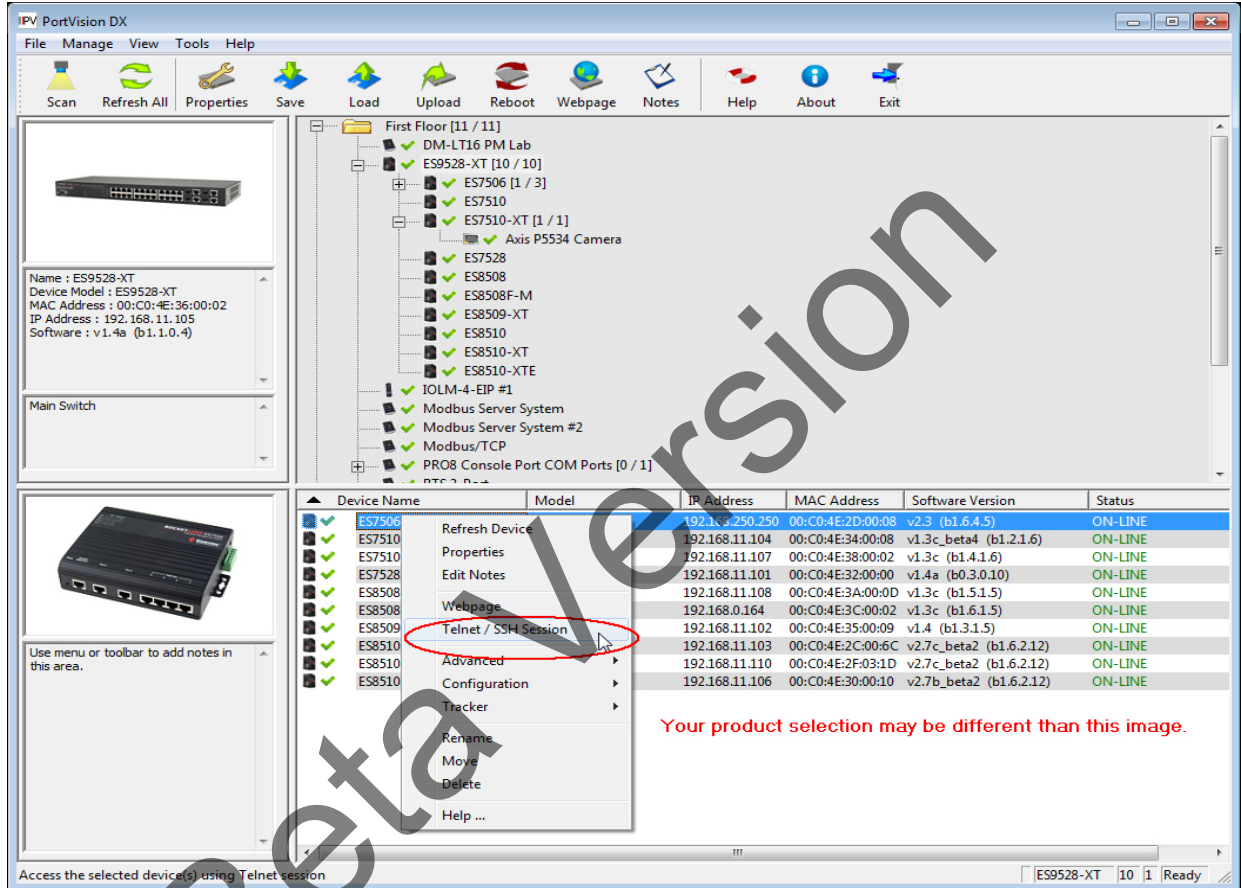 IPV PortVision DX
File Manage View Tools Help
Scan Refresh All Properties Save Load Upload Reboot Webpage Notes Help About Exit
First Floor [11 / 11]
DM-LT16 PM Lab
ES9528-XT [10 / 10]
ES7506 [1 / 3]
ES7510
ES7510-XT [1 / 1]
Axis P5534 Camera
ES7528
ES8508
ES8508F-M
ES8509-XT
ES8510
ES8510-XT
ES8510-XTE
IOLM-4-EIP #1
Modbus Server System
Modbus Server System #2
Modbus/TCP
PRO8 Console Port COM Ports [0 / 1]
Name : ES9528-XT
Device Model : ES9528-XT
MAC Address : 00:C0:4E:36:00:02
IP Address : 192.168.11.105
Software : v1.4a (b1.1.0.4)
Main Switch
Use menu or toolbar to add notes in
this area.
Device Name Model IP Address MAC Address Software Version Status
ES7506 192.168.250.250 00:C0:4E:2D:00:08 v2.3 (b1.6.4.5) ON-LINE
ES7510 192.168.11.104 00:C0:4E:34:00:08 v1.3c_beta4 (b1.2.1.6) ON-LINE
ES7510 192.168.11.107 00:C0:4E:38:00:02 v1.3c (b1.4.1.6) ON-LINE
ES7528 192.168.11.101 00:C0:4E:32:00:00 v1.4a (b0.3.0.10) ON-LINE
ES8508 192.168.11.108 00:C0:4E:3A:00:0D v1.3c (b1.5.1.5) ON-LINE
ES8508 192.168.0.164 00:C0:4E:3C:00:02 v1.3c (b1.6.1.5) ON-LINE
ES8509 192.168.11.102 00:C0:4E:35:00:09 v1.4 (b1.3.1.5) ON-LINE
ES8510 192.168.11.103 00:C0:4E:2C:00:6C v2.7c_beta2 (b1.6.2.12) ON-LINE
ES8510 192.168.11.110 00:C0:4E:2F:03:1D v2.7c_beta2 (b1.6.2.12) ON-LINE
ES8510 192.168.11.106 00:C0:4E:30:00:10 v2.7b_beta2 (b1.6.2.12) ON-LINE
Refresh Device
Properties
Edit Notes
Webpage
Telnet / SSH Session
Advanced
Configuration
Tracker
Rename
Move
Delete
Help ...
Your product selection may be different than this image.
Access the selected device(s) using Telnet session ES9528-XT 10 1 Ready
Beta Version